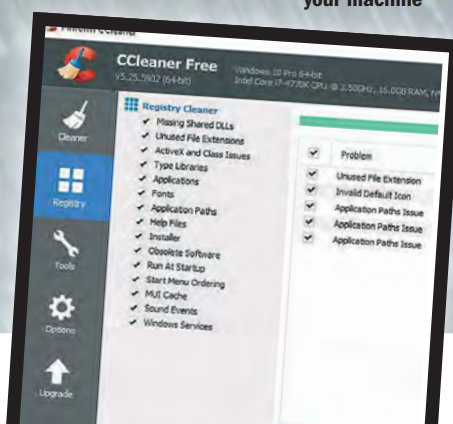 your machine
Piriform CCleaner
CCleaner Free
v5.25.5902 (64-bit)
Windows 10 Pro 64-bit
Intel Core i7-4770K CPU @ 3.50GHz, 16.0GB RAM,
Cleaner
Registry
Tools
Options
Upgrade
Registry Cleaner
Missing Shared DLLs
Unused File Extensions
ActiveX and Class Issues
Type Libraries
Applications
Fonts
Application Paths
Help Files
Installer
Obsolete Software
Run At Startup
Start Menu Ordering
MUI Cache
Sound Events
Windows Services
Problem
Unused File Extension
Invalid Default Icon
Application Paths Issue
Application Paths Issue
Application Paths Issue